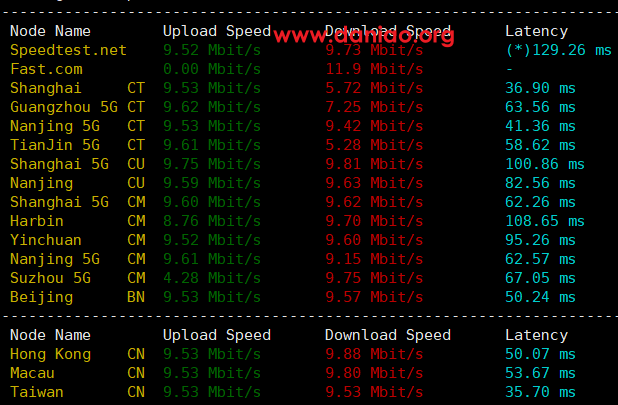 Node Name Upload Speed Download Speed Latency
www.daniao.org
Speedtest.net 9.52 Mbit/s 9.73 Mbit/s (*)129.26 ms
Fast.com 0.00 Mbit/s 11.9 Mbit/s -
Shanghai CT 9.53 Mbit/s 5.72 Mbit/s 36.90 ms
Guangzhou 5G CT 9.62 Mbit/s 7.25 Mbit/s 63.56 ms
Nanjing 5G CT 9.53 Mbit/s 9.42 Mbit/s 41.36 ms
TianJin 5G CT 9.61 Mbit/s 5.28 Mbit/s 58.62 ms
Shanghai 5G CU 9.75 Mbit/s 9.81 Mbit/s 100.86 ms
Nanjing CU 9.59 Mbit/s 9.63 Mbit/s 82.56 ms
Shanghai 5G CM 9.60 Mbit/s 9.62 Mbit/s 62.26 ms
Harbin CM 8.76 Mbit/s 9.70 Mbit/s 108.65 ms
Yinchuan CM 9.52 Mbit/s 9.60 Mbit/s 95.26 ms
Nanjing 5G CM 9.61 Mbit/s 9.15 Mbit/s 62.57 ms
Suzhou 5G CM 4.28 Mbit/s 9.75 Mbit/s 67.05 ms
Beijing BN 9.53 Mbit/s 9.57 Mbit/s 50.24 ms
Node Name Upload Speed Download Speed Latency
Hong Kong CN 9.53 Mbit/s 9.88 Mbit/s 50.07 ms
Macau CN 9.53 Mbit/s 9.80 Mbit/s 53.67 ms
Taiwan CN 9.53 Mbit/s 9.53 Mbit/s 35.70 ms